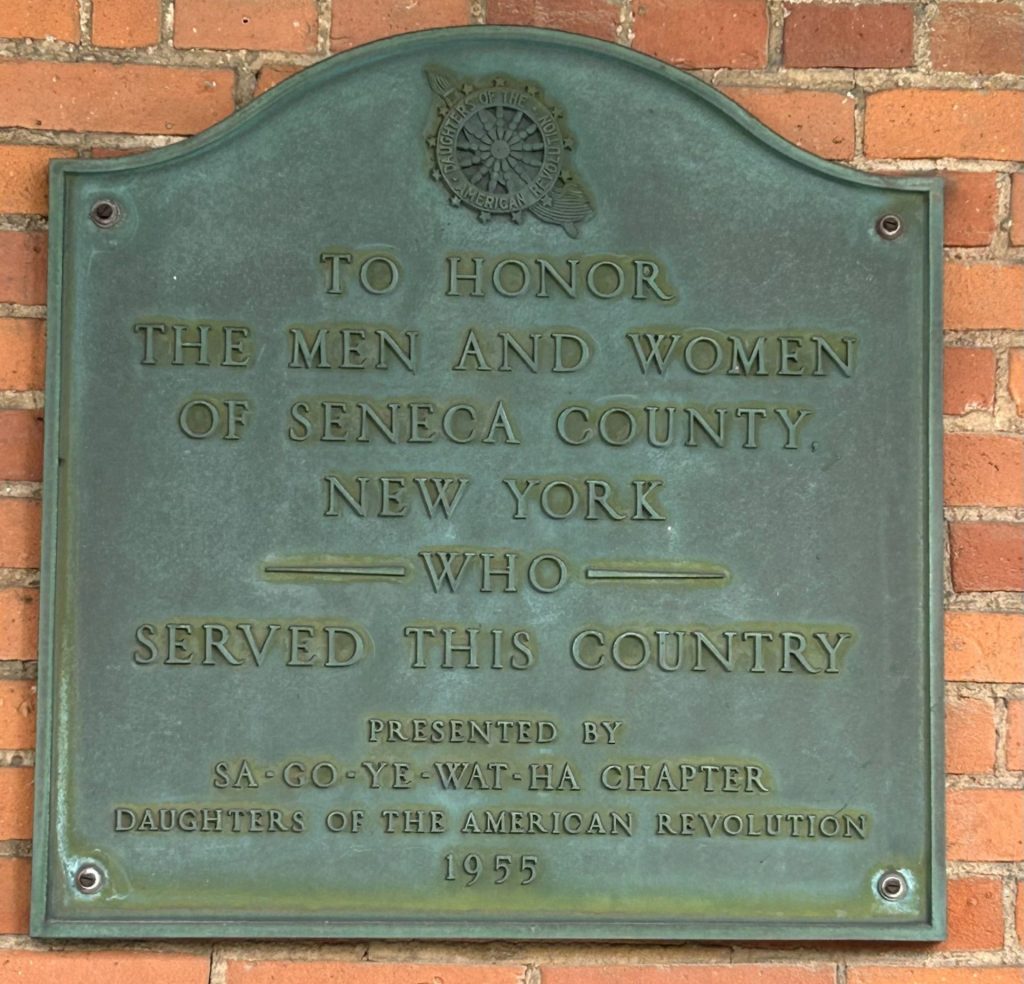 DAUGHTERS OF THE AMERICAN REVOLUTION
TO HONOR
THE MEN AND WOMEN
OF SENECA COUNTY,
NEW YORK
WHO
SERVED THIS COUNTRY
PRESENTED BY
SA-GO-YE-WAT-HA CHAPTER
DAUGHTERS OF THE AMERICAN REVOLUTION
1955